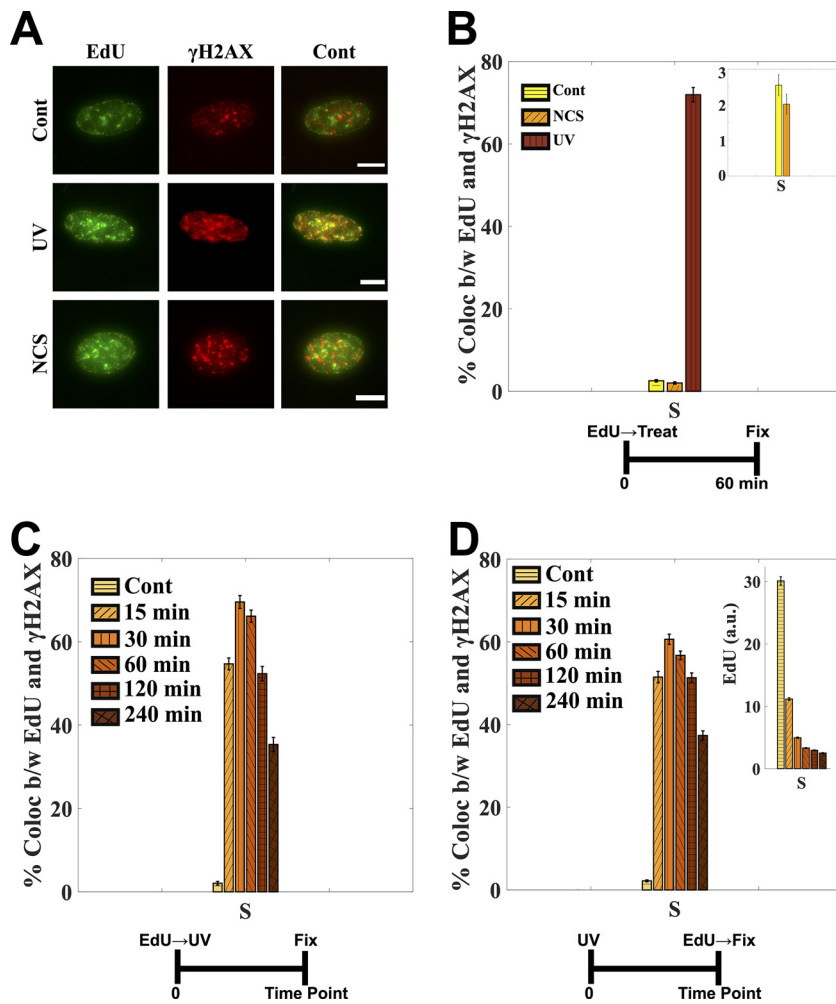 A
EdU
γH2AX
Cont
Cont
UV
NCS
B
% Coloc b/w EdU and γH2AX
80
60
40
20
0
Cont
NCS
UV
3
2
1
0
S
S
EdU→Treat
Fix
0
60 min
C
% Coloc b/w EdU and γH2AX
80
60
40
20
0
Cont
15 min
30 min
60 min
120 min
240 min
S
EdU→UV
Fix
0
Time Point
D
% Coloc b/w EdU and γH2AX
80
60
40
20
0
Cont
15 min
30 min
60 min
120 min
240 min
EdU (a.u.)
30
20
10
0
S
S
UV
EdU→Fix
0
Time Point